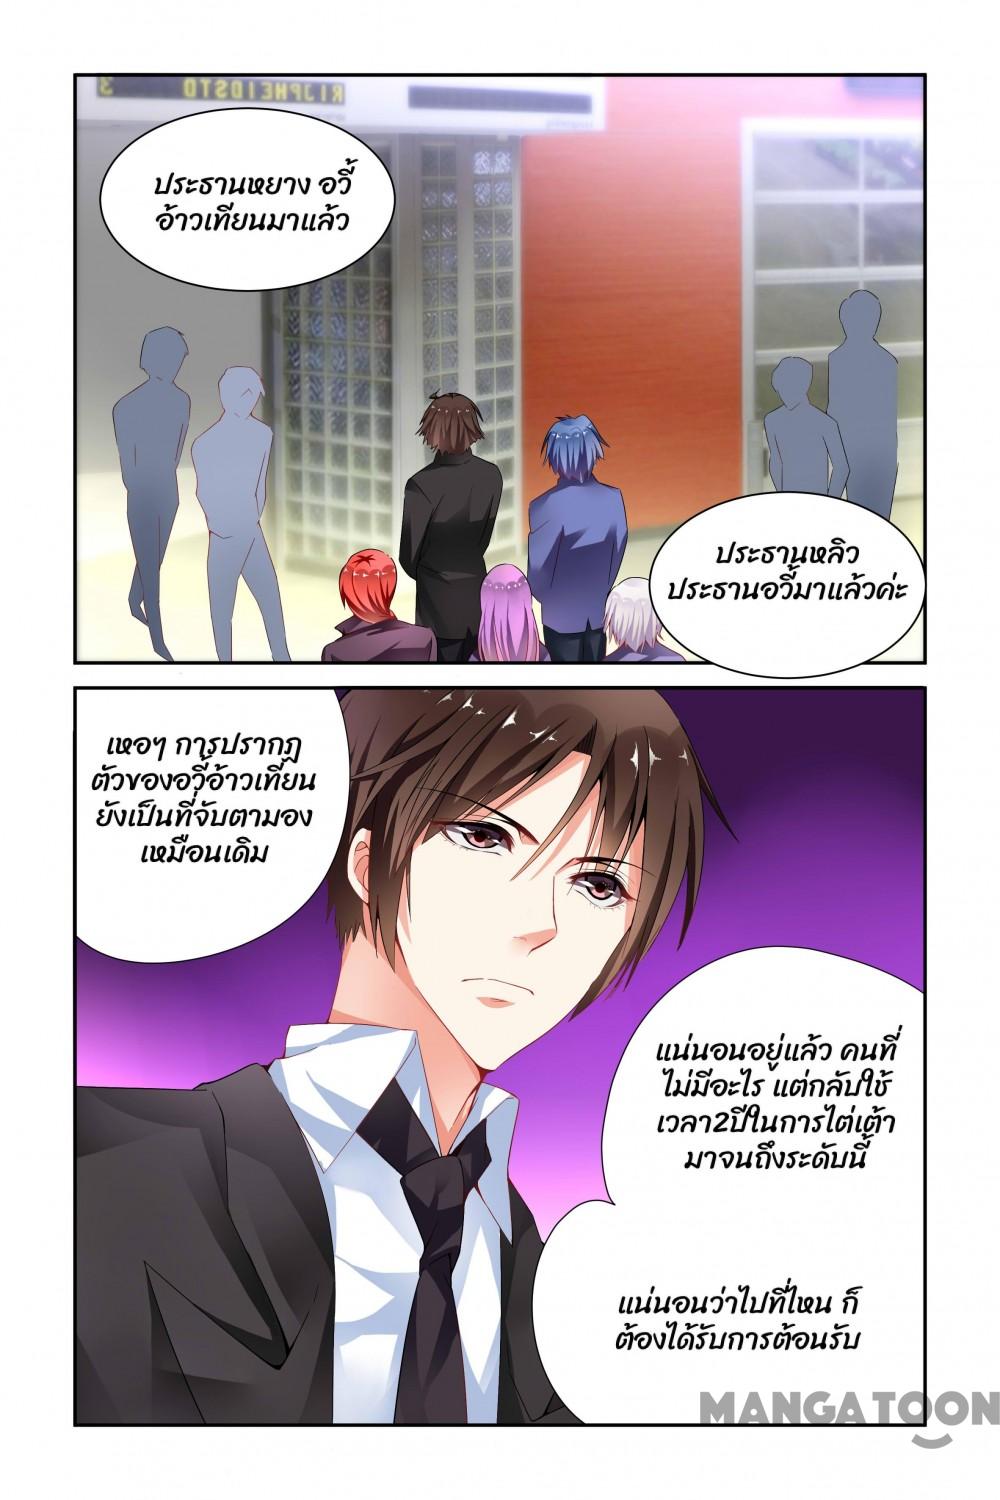 RIJPHEIDSTD 3
ประธานหยาง อวี้
อ้าวเทียนมาแล้ว
ประธานหลิว
ประธานอวี้มาแล้วค่ะ
เหอๆ การปรากฏ
ตัวของอวี้อ้าวเทียน
ยังเป็นที่จับตามอง
เหมือนเดิม
แน่นอนอยู่แล้ว คนที่
ไม่มีอะไร แต่กลับใช้
เวลา2ปีในการไต่เต้า
มาจนถึงระดับนี้
แน่นอนว่าไปที่ไหน ก็
ต้องได้รับการต้อนรับ
MANGATOON